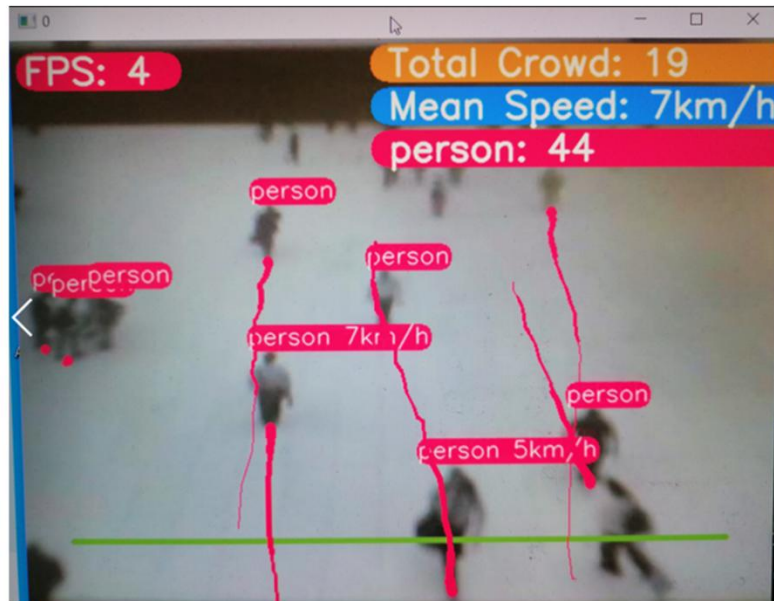 0
FPS: 4
Total Crowd: 19
Mean Speed: 7km/h
person: 44
person
person
person
person 7km/h
person
person 5km/h